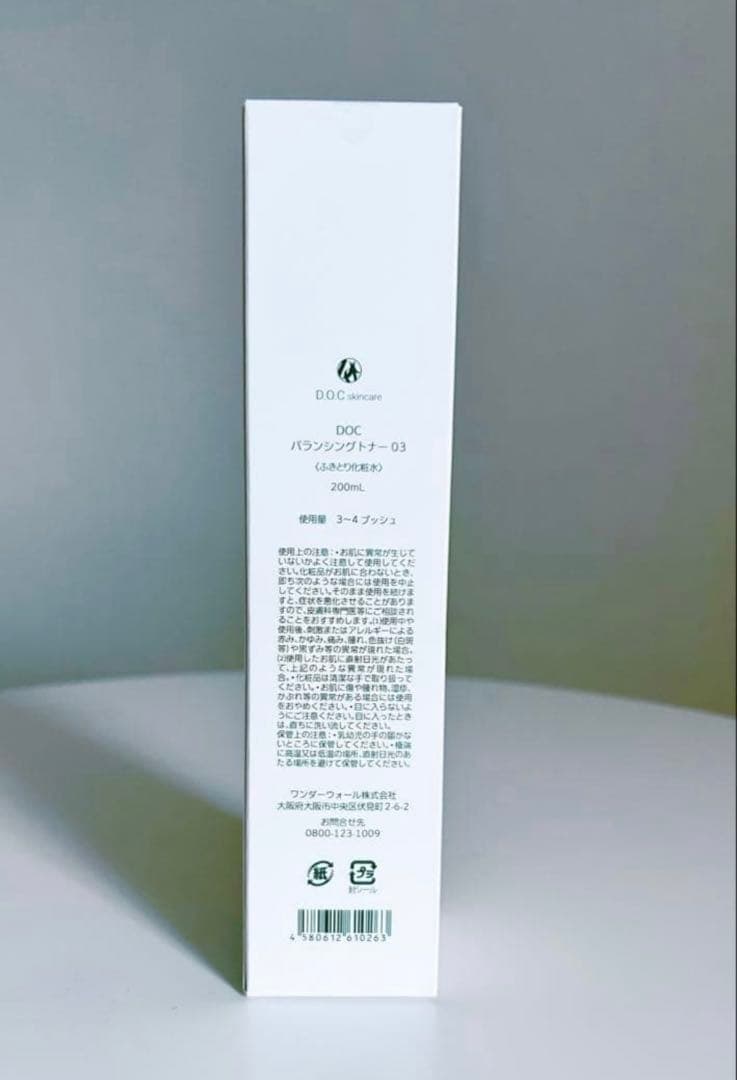 D.O.C skincare
DOC
バランシングトナー 03
〈ふきとり化粧水〉
200mL
使用量 3〜4 プッシュ
使用上の注意：・お肌に異常が生じて
いないかよく注意して使用してくだ
さい。化粧品がお肌に合わないとき、
即ち次のような場合には使用を中止
してください。そのまま使用を続けま
すと、症状を悪化させることがありま
すので、皮膚科専門医等にご相談され
ることをおすすめします。(1)使用中や
使用後、刺激またはアレルギーによる
赤み、かゆみ、痛み、腫れ、色抜け(白斑
等)や黒ずみ等の異常が現れた場合。
(2)使用したお肌に直射日光があたっ
て、上記のような異常が現れた場
合。・化粧品は清潔な手で取り扱って
ください。・お肌に傷や腫れ物、湿疹、
かぶれ等の異常がある場合には使用
をおやめください。・目に入らないよ
うにご注意ください。目に入ったとき
は、直ちに洗い流してください。
保管上の注意：・乳幼児の手の届かな
いところに保管してください。・極端
に高温又は低温の場所、直射日光のあ
たる場所を避けて保管してください。
ワンダーウォール株式会社
大阪府大阪市中央区伏見町2-6-2
お問合せ先
0800-123-1009
紙 プラ
封シール
4 580612 610263